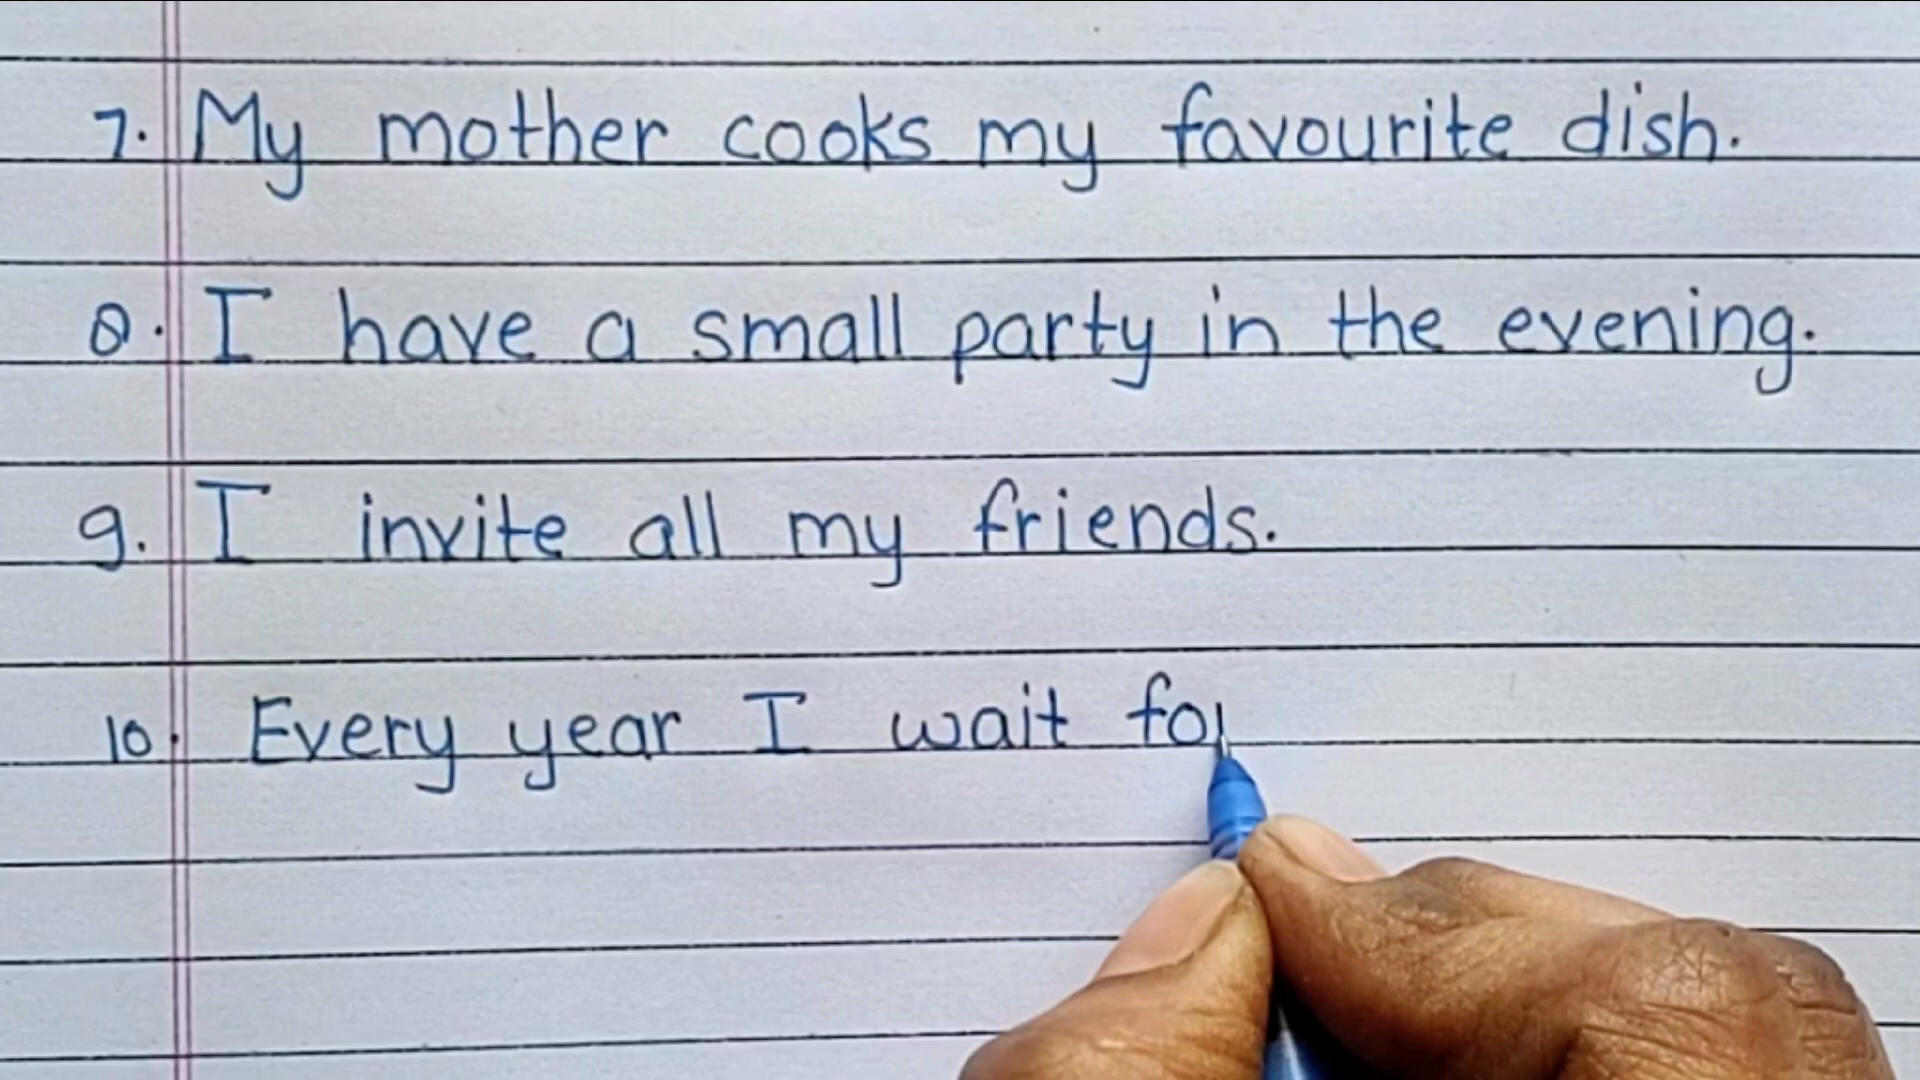 7. My mother cooks my favourite dish.
8. I have a small party in the evening.
9. I invite all my friends.
10. Every year I wait fo